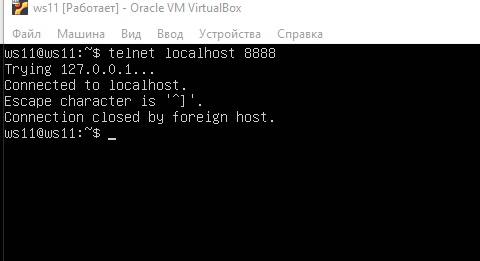 ws11 [Работает] - Oracle VM VirtualBox
Файл Машина Вид Ввод Устройства Справка
ws11@ws11:~$ telnet localhost 8888
Trying 127.0.0.1...
Connected to localhost.
Escape character is '^]'.
Connection closed by foreign host.
ws11@ws11:~$ _